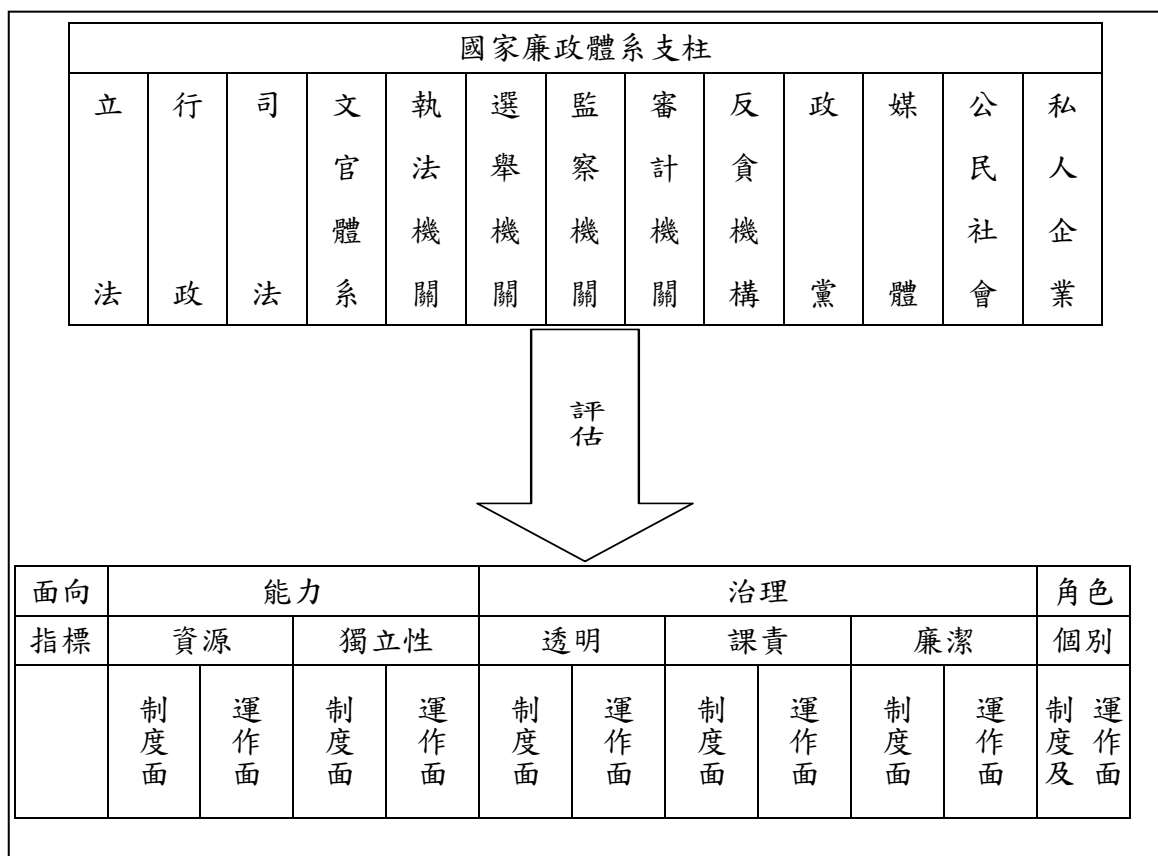 國家廉政體系支柱
立法
行政
司法
文官體系
執法機關
選舉機關
監察機關
審計機關
反貪機構
政黨
媒體
公民社會
私人企業
評估
面向 能力 治理 角色
指標 資源 獨立性 透明 課責 廉潔 個別
制度面
運作面
制度面
運作面
制度面
運作面
制度面
運作面
制度面
運作面
制度及
運作面